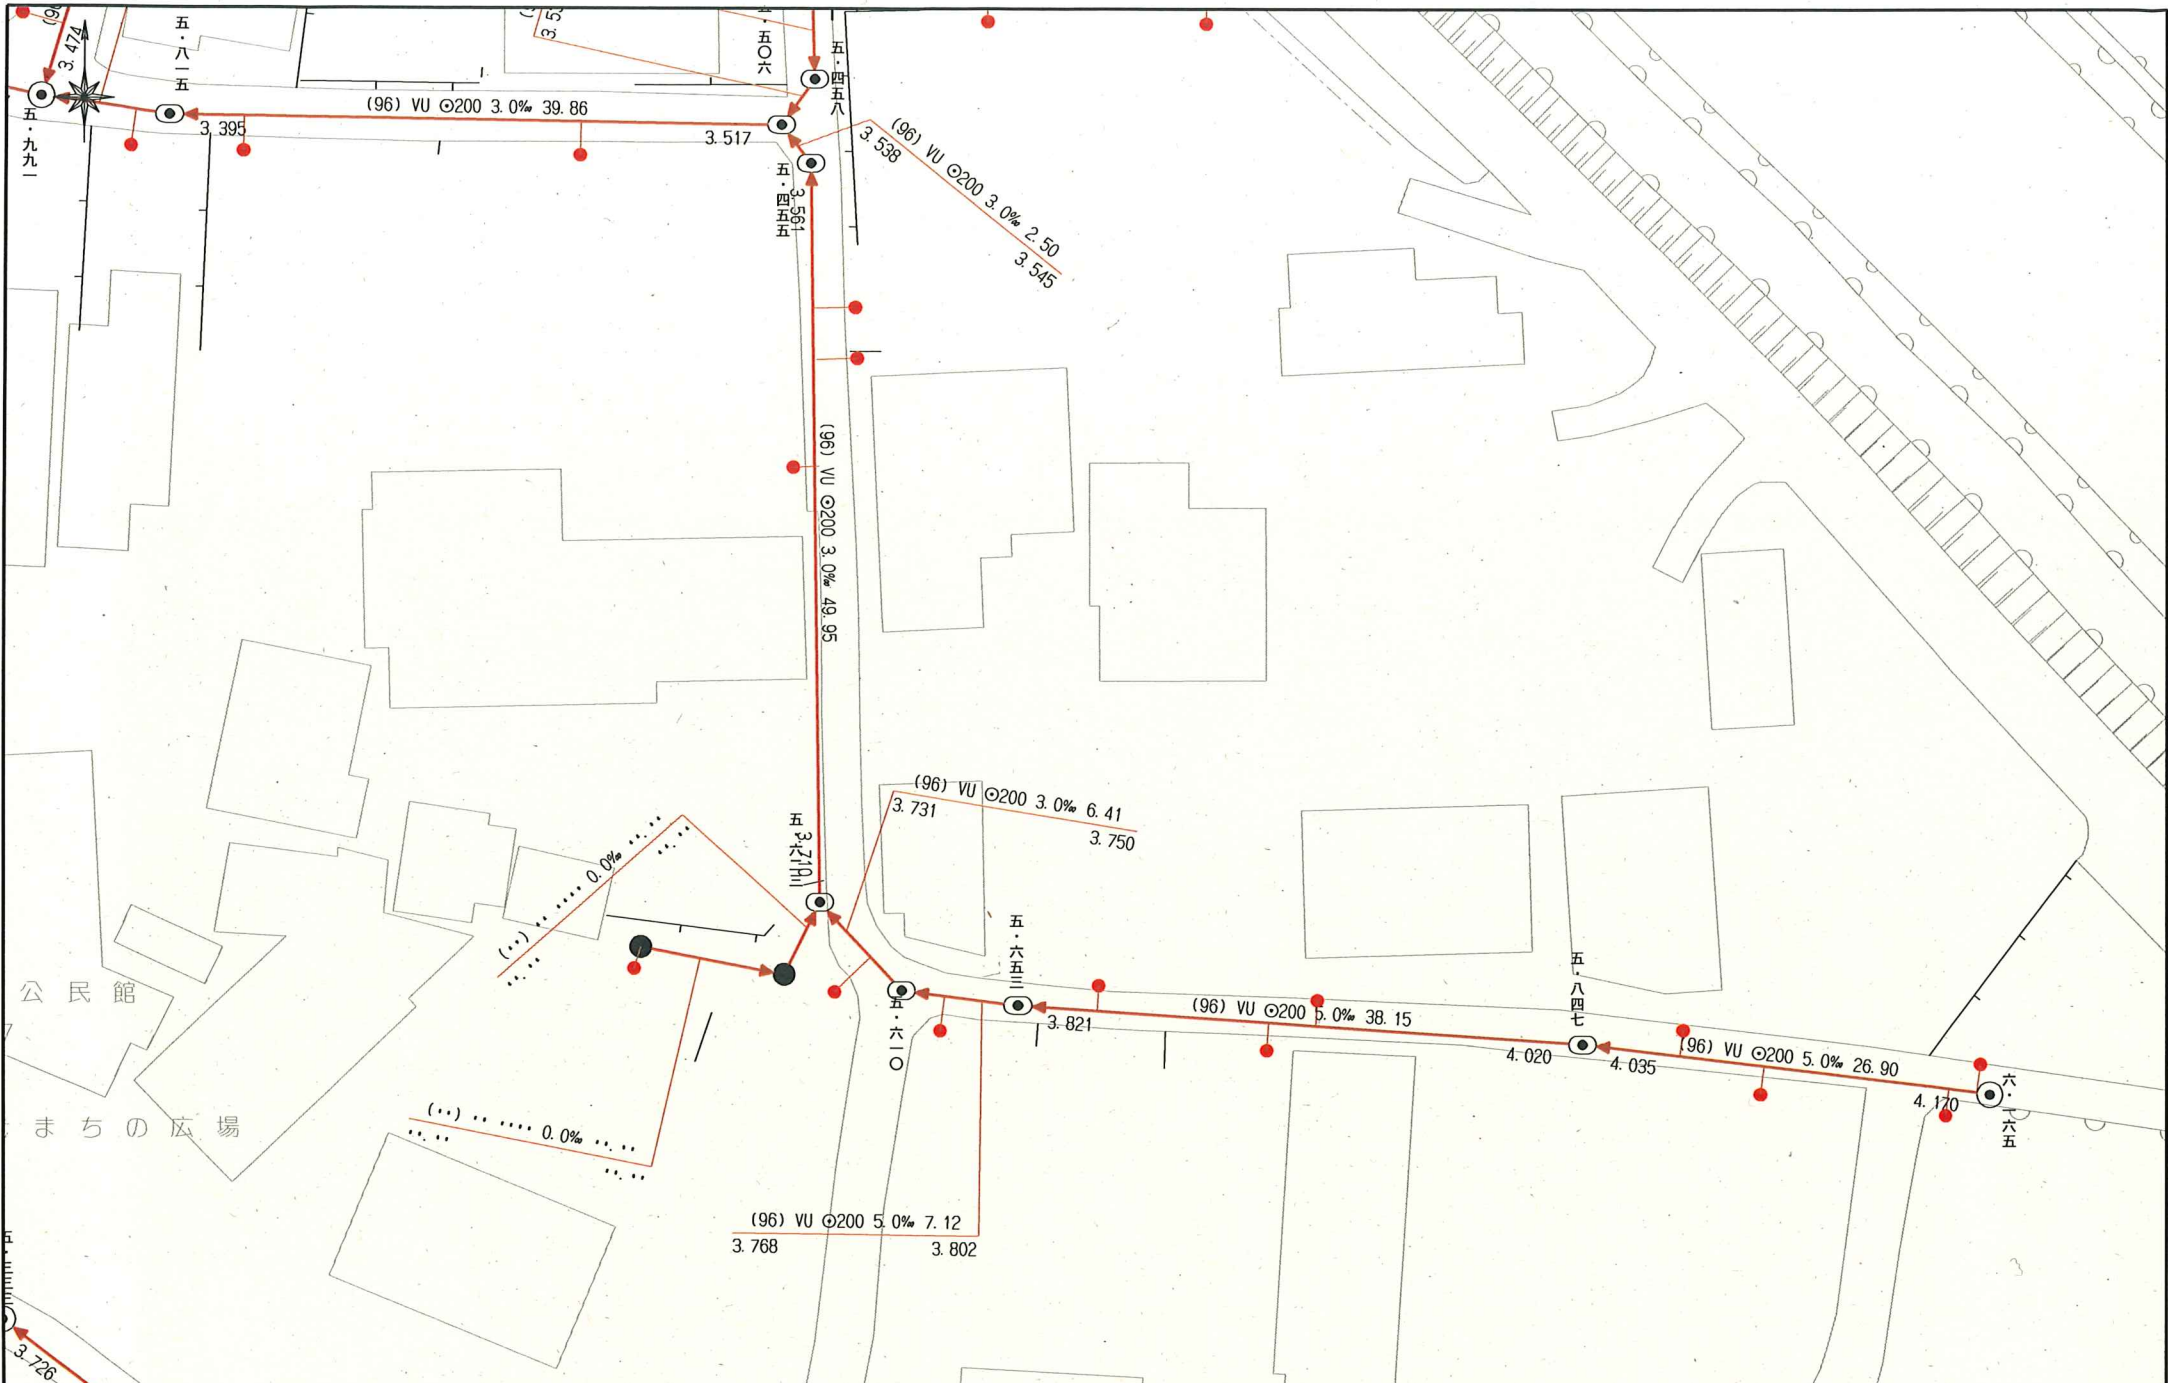 3. 474
五・八一五
五・五〇六
五・四五八
五・九九一
(96) VU ⊙200 3. 0‰ 39. 86
3. 395
3. 517
3. 538
(96) VU ⊙200 3. 0‰ 2. 50
3. 545
五・四五五
3. 561
(96) VU ⊙200 3. 0‰ 49. 95
(96) VU ⊙200 3. 0‰ 6. 41
3. 731
3. 750
3. 710
0. 0‰
五・六一〇
五・六五三
3. 821
(96) VU ⊙200 5. 0‰ 38. 15
4. 020
五・八四七
4. 035
(96) VU ⊙200 5. 0‰ 26. 90
4. 170
六・一六五
公民館
まちの広場
0. 0‰
(96) VU ⊙200 5. 0‰ 7. 12
3. 768
3. 802
3. 726